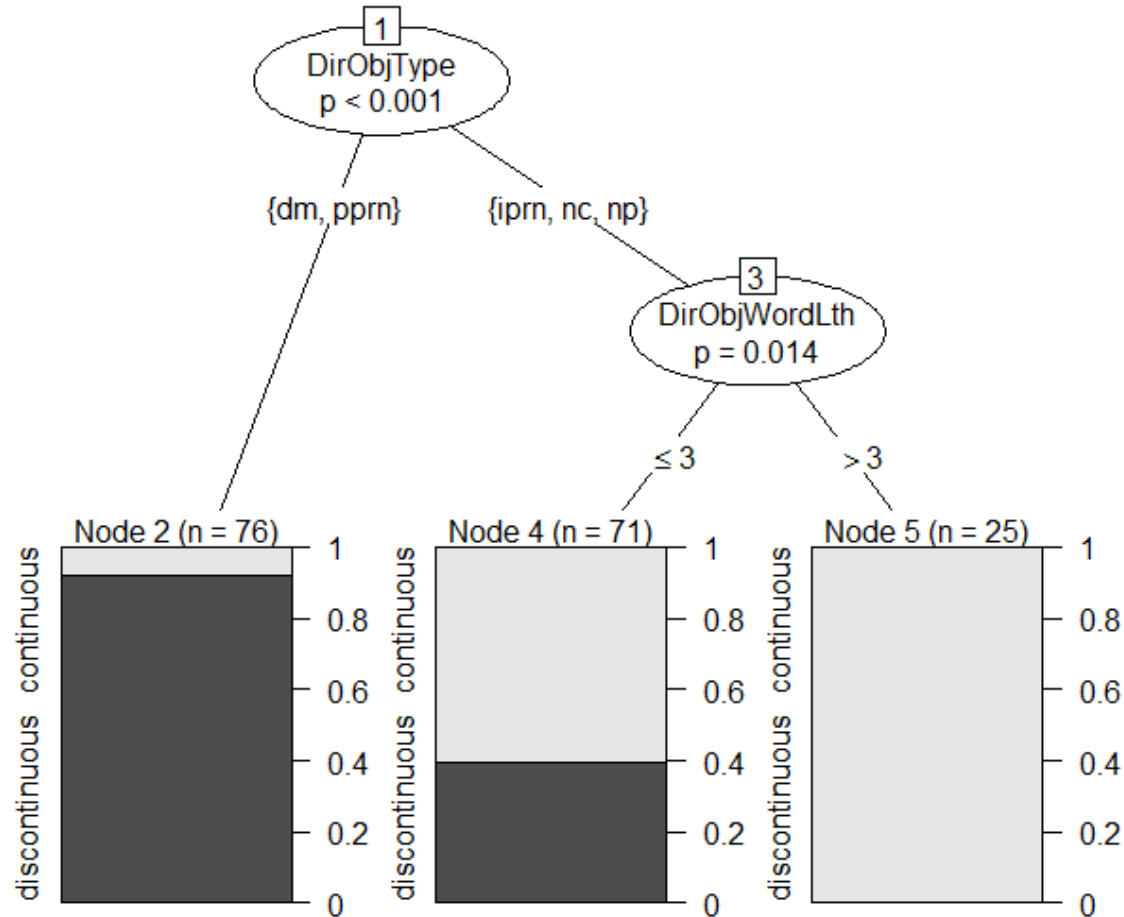 1
DirObjType
p < 0.001
{dm, pprn}
{iprn, nc, np}
3
DirObjWordLth
p = 0.014
≤ 3
> 3
Node 2 (n = 76)
discontinuous continuous
1
0.8
0.6
0.4
0.2
0
Node 4 (n = 71)
discontinuous continuous
1
0.8
0.6
0.4
0.2
0
Node 5 (n = 25)
discontinuous continuous
1
0.8
0.6
0.4
0.2
0